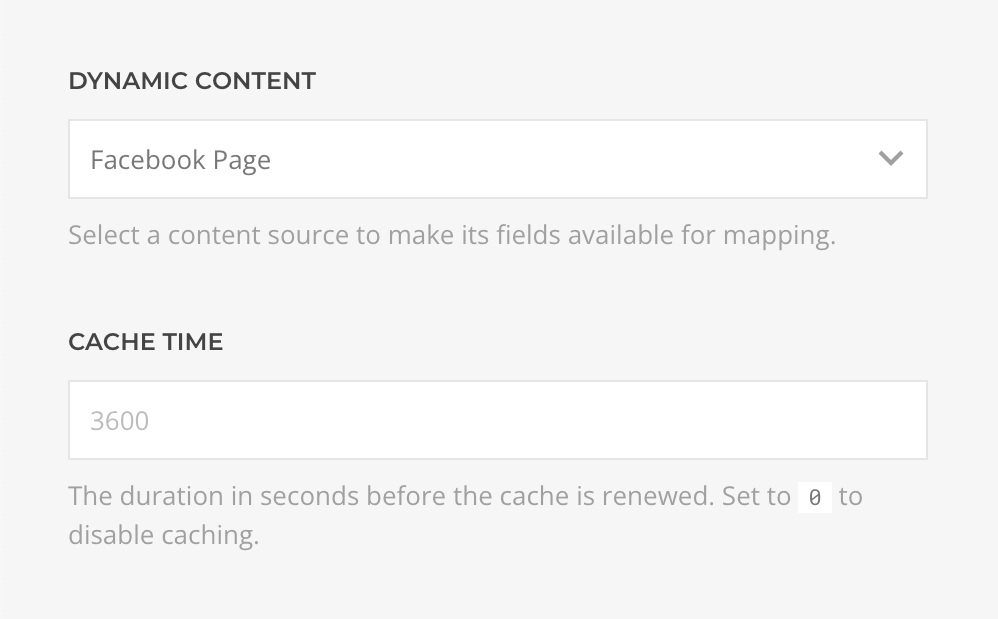 DYNAMIC CONTENT
Facebook Page
Select a content source to make its fields available for mapping.
CACHE TIME
3600
The duration in seconds before the cache is renewed. Set to 0 to
disable caching.